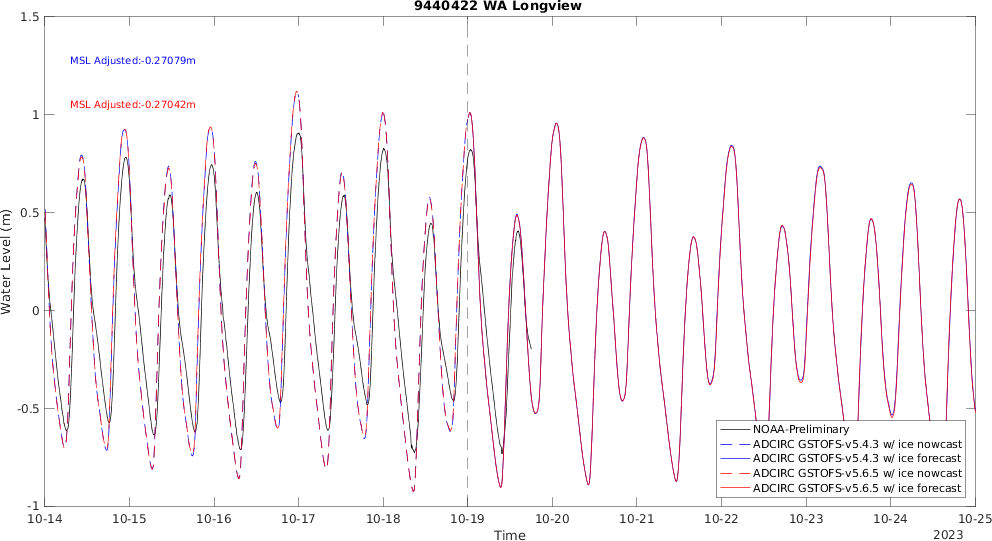 9440422 WA Longview
MSL Adjusted:-0.27079m
MSL Adjusted:-0.27042m
Water Level (m)
1.5
1
0.5
0
-0.5
-1
NOAA-Preliminary
ADCIRC GSTOFS-v5.4.3 w/ ice nowcast
ADCIRC GSTOFS-v5.4.3 w/ ice forecast
ADCIRC GSTOFS-v5.6.5 w/ ice nowcast
ADCIRC GSTOFS-v5.6.5 w/ ice forecast
10-14 10-15 10-16 10-17 10-18 10-19 10-20 10-21 10-22 10-23 10-24 10-25
Time
2023